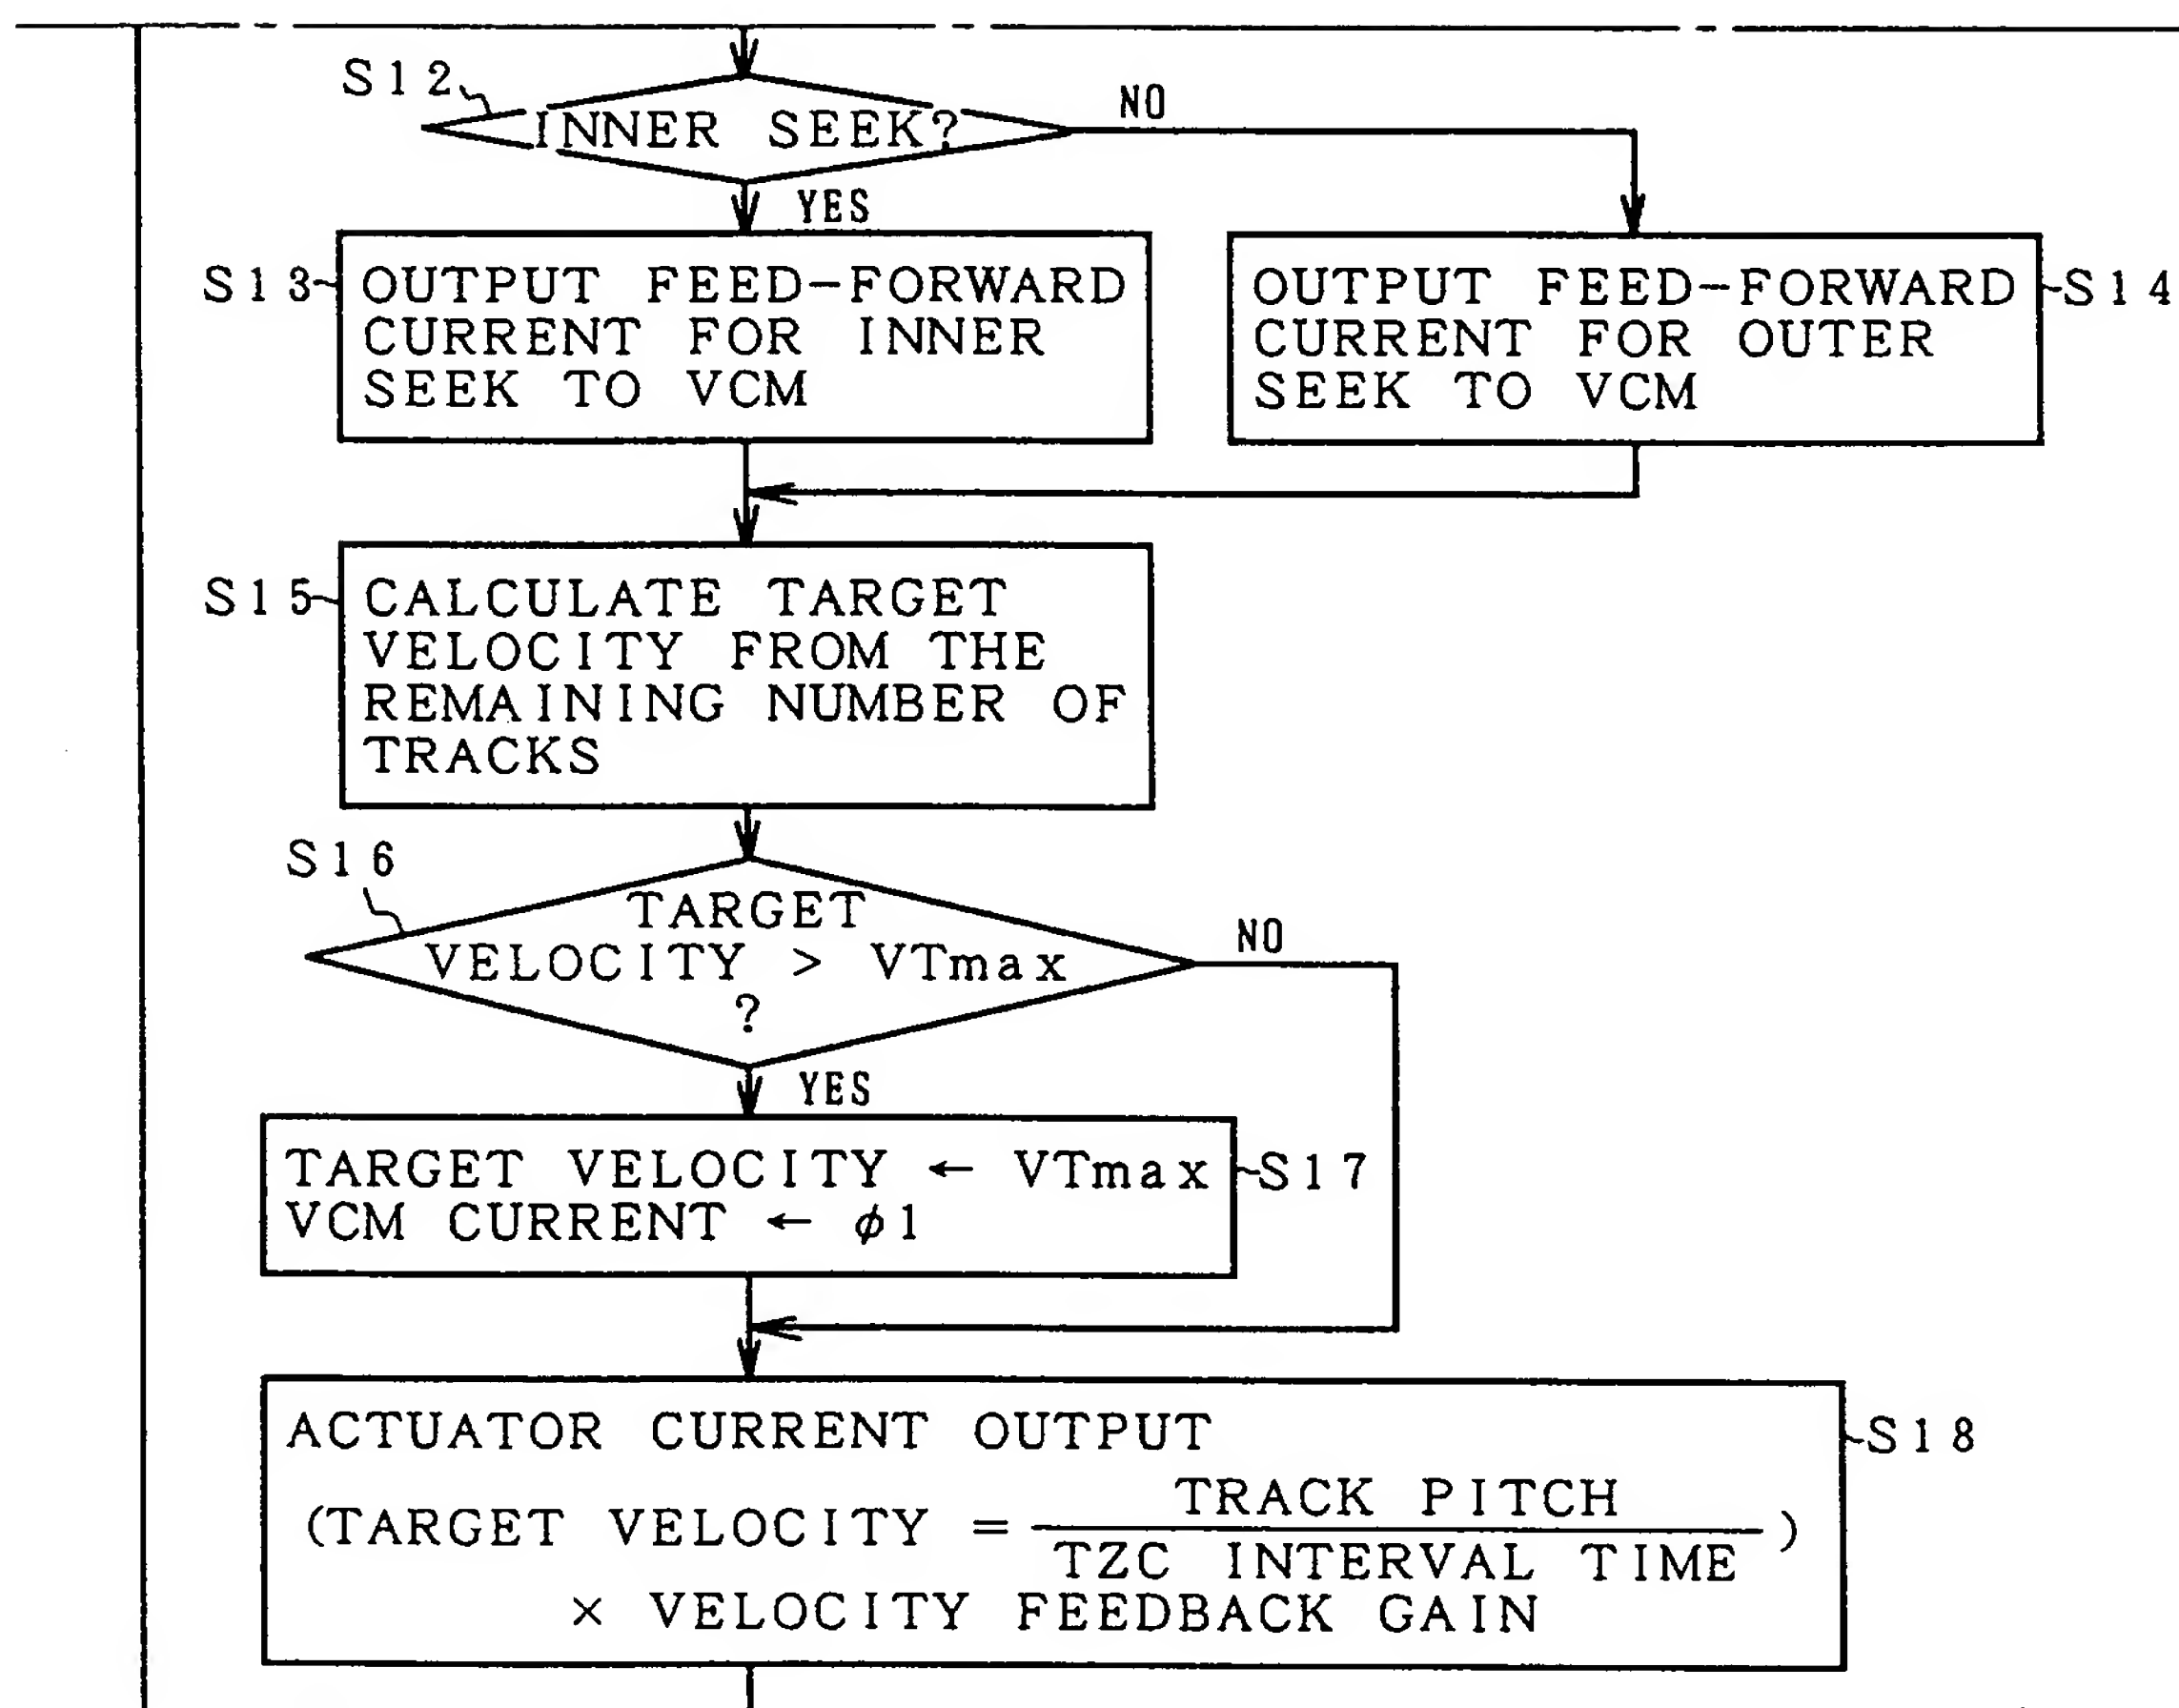 S12
INNER SEEK?
NO
YES
S13
OUTPUT FEED-FORWARD
CURRENT FOR INNER
SEEK TO VCM
OUTPUT FEED-FORWARD
CURRENT FOR OUTER
SEEK TO VCM
S14
S15
CALCULATE TARGET
VELOCITY FROM THE
REMAINING NUMBER OF
TRACKS
S16
TARGET
VELOCITY > VTmax
?
NO
YES
TARGET VELOCITY ← VTmax
VCM CURRENT ← ϕ1
S17
ACTUATOR CURRENT OUTPUT
S18
(TARGET VELOCITY = TRACK PITCH / TZC INTERVAL TIME)
× VELOCITY FEEDBACK GAIN